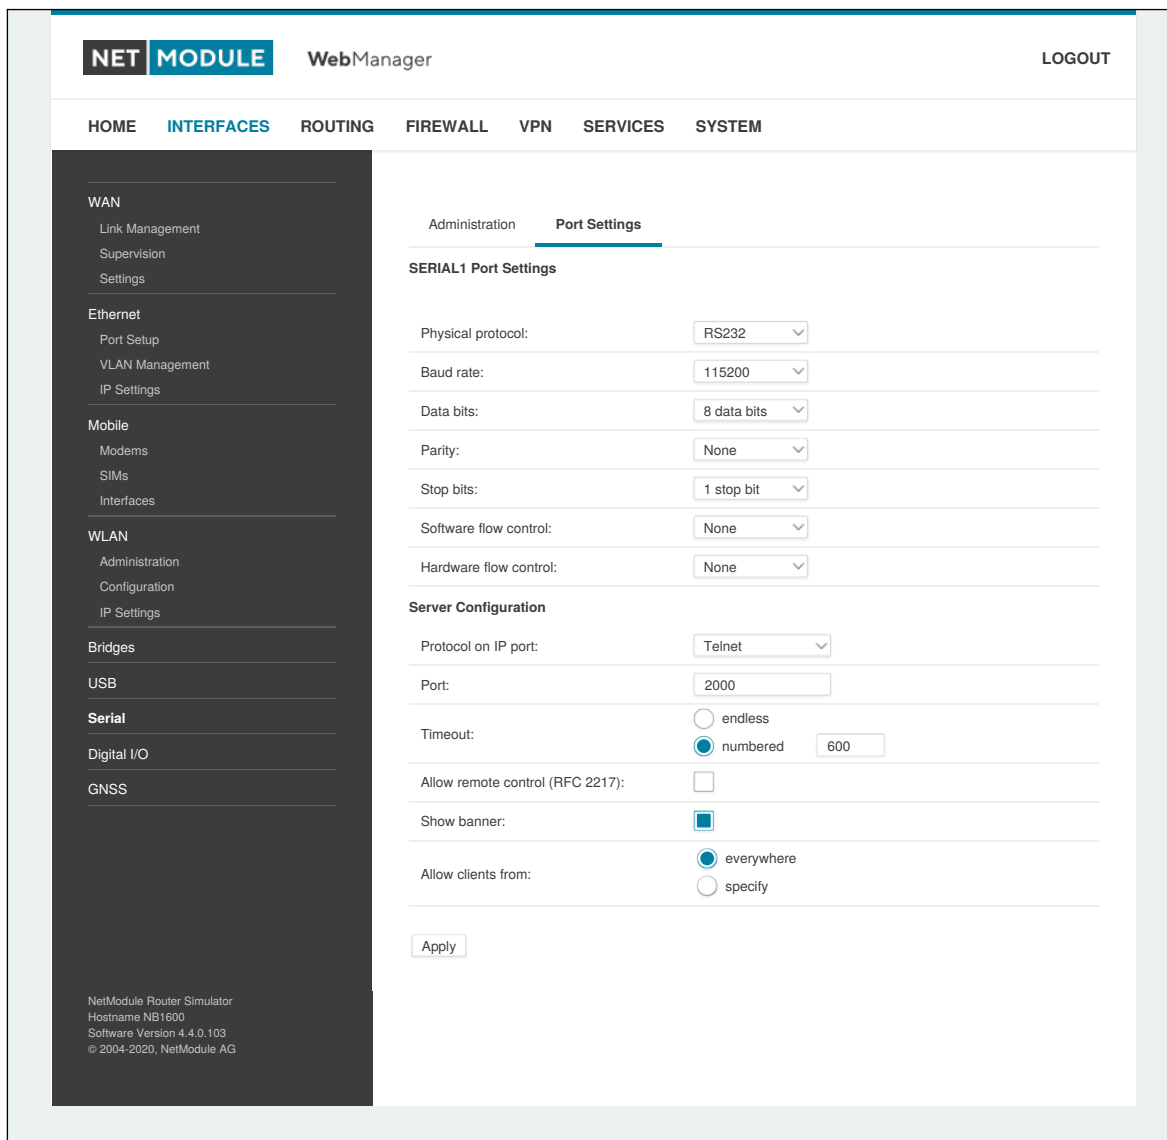 NET MODULE WebManager LOGOUT
HOME INTERFACES ROUTING FIREWALL VPN SERVICES SYSTEM
WAN
Link Management
Supervision
Settings
Ethernet
Port Setup
VLAN Management
IP Settings
Mobile
Modems
SIMs
Interfaces
WLAN
Administration
Configuration
IP Settings
Bridges
USB
Serial
Digital I/O
GNSS
NetModule Router Simulator
Hostname NB1600
Software Version 4.4.0.103
© 2004-2020, NetModule AG
Administration Port Settings
SERIAL1 Port Settings
Physical protocol: RS232
Baud rate: 115200
Data bits: 8 data bits
Parity: None
Stop bits: 1 stop bit
Software flow control: None
Hardware flow control: None
Server Configuration
Protocol on IP port: Telnet
Port: 2000
Timeout:
endless
numbered 600
Allow remote control (RFC 2217):
Show banner:
Allow clients from:
everywhere
specify
Apply